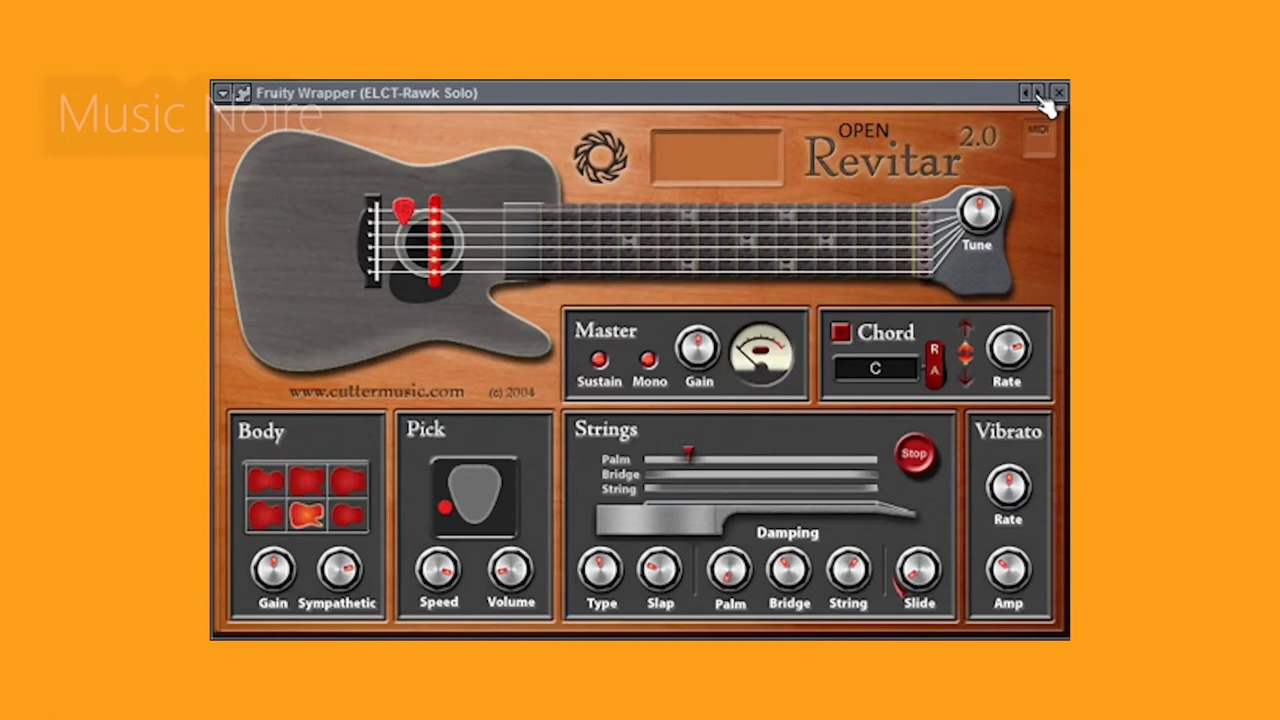 Music Noire
Fruity Wrapper (ELCT-Rawk Solo)
OPEN
Revitar 2.0
MIDI
Tune
www.cuttermusic.com (c) 2004
Master
Sustain Mono Gain
Chord
C
R
A
Rate
Body
Gain Sympathetic
Pick
Speed Volume
Strings
Palm
Bridge
String
Stop
Damping
Type Slap Palm Bridge String Slide
Vibrato
Rate
Amp